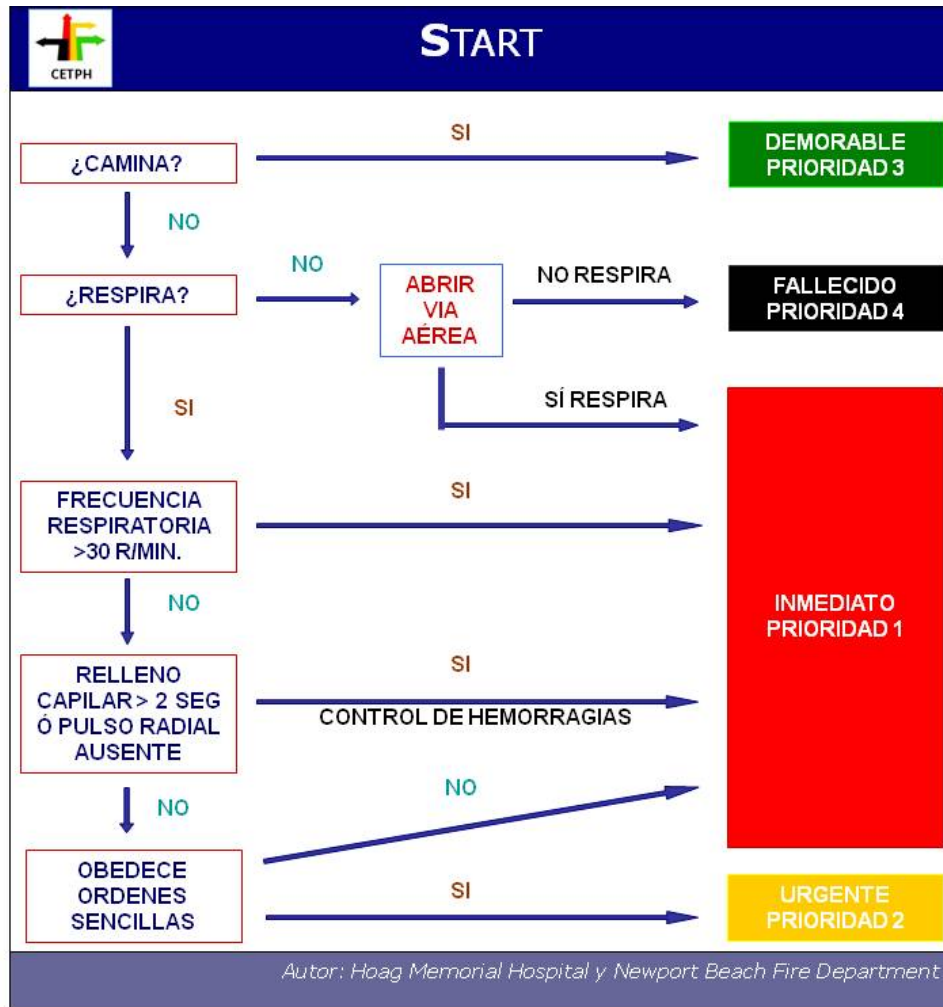 CETPH
START
¿CAMINA?
SI
DEMORABLE
PRIORIDAD 3
NO
¿RESPIRA?
NO
ABRIR
VIA
AÉREA
NO RESPIRA
FALLECIDO
PRIORIDAD 4
SÍ RESPIRA
SI
FRECUENCIA
RESPIRATORIA
>30 R/MIN.
SI
INMEDIATO
PRIORIDAD 1
NO
RELLENO
CAPILAR > 2 SEG
Ó PULSO RADIAL
AUSENTE
SI
CONTROL DE HEMORRAGIAS
NO
NO
OBEDECE
ORDENES
SENCILLAS
SI
URGENTE
PRIORIDAD 2
Autor: Hoag Memorial Hospital y Newport Beach Fire Department